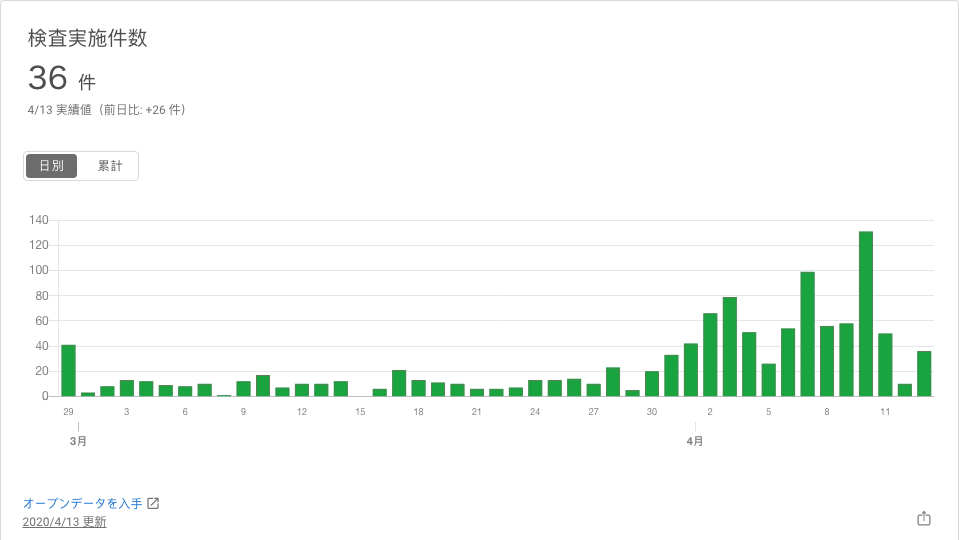 検査実施件数
36 件
4/13 実績値（前日比: +26 件）
日別 累計
140
120
100
80
60
40
20
0
29 3 6 9 12 15 18 21 24 27 30 2 5 8 11
3月 4月
オープンデータを入手
2020/4/13 更新